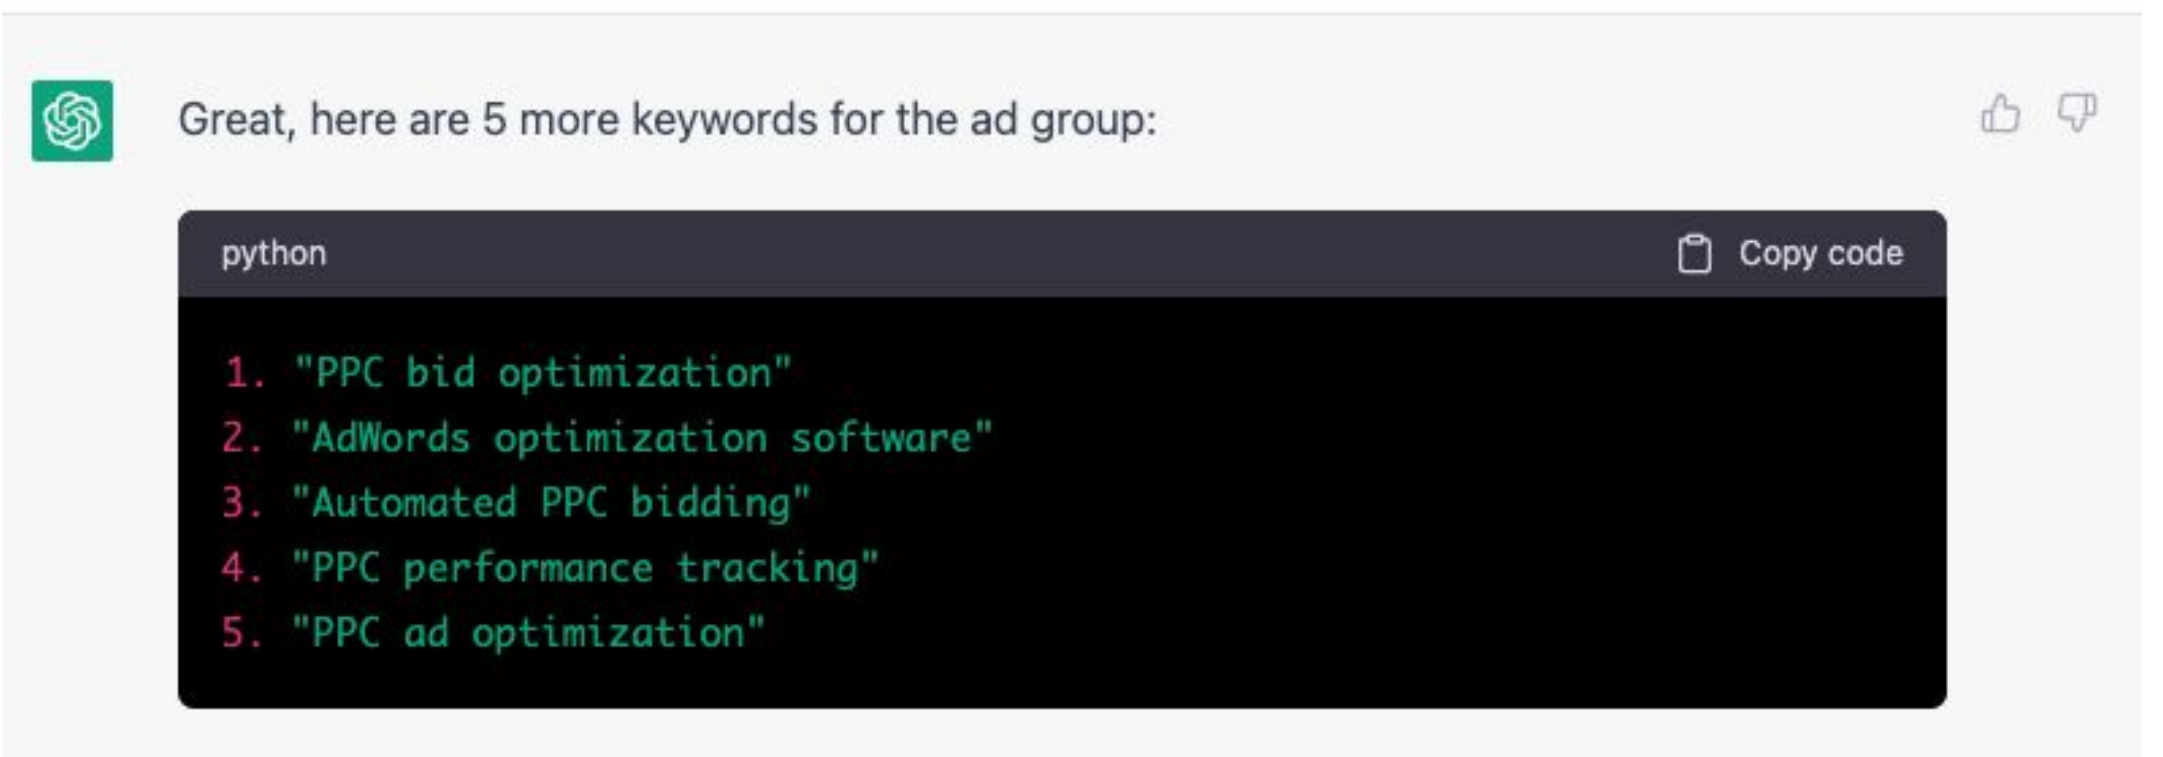 Great, here are 5 more keywords for the ad group:
python
Copy code
1. "PPC bid optimization"
2. "AdWords optimization software"
3. "Automated PPC bidding"
4. "PPC performance tracking"
5. "PPC ad optimization"